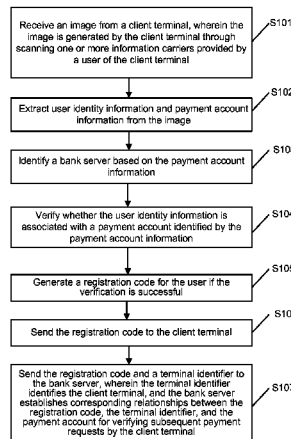 S101
Receive an image from a client terminal, wherein the
image is generated by the client terminal through
scanning one or more information carriers provided by
a user of the client terminal
S102
Extract user identity information and payment account
information from the image
S103
Identify a bank server based on the payment account
information
S104
Verify whether the user identity information is
associated with a payment account identified by the
payment account information
S105
Generate a registration code for the user if the
verification is successful
S10
Send the registration code to the client terminal
S107
Send the registration code and a terminal identifier to
the bank server, wherein the terminal identifier
identifies the client terminal, and the bank server
establishes corresponding relationships between the
registration code, the terminal identifier, and the
payment account for verifying subsequent payment
requests by the client terminal